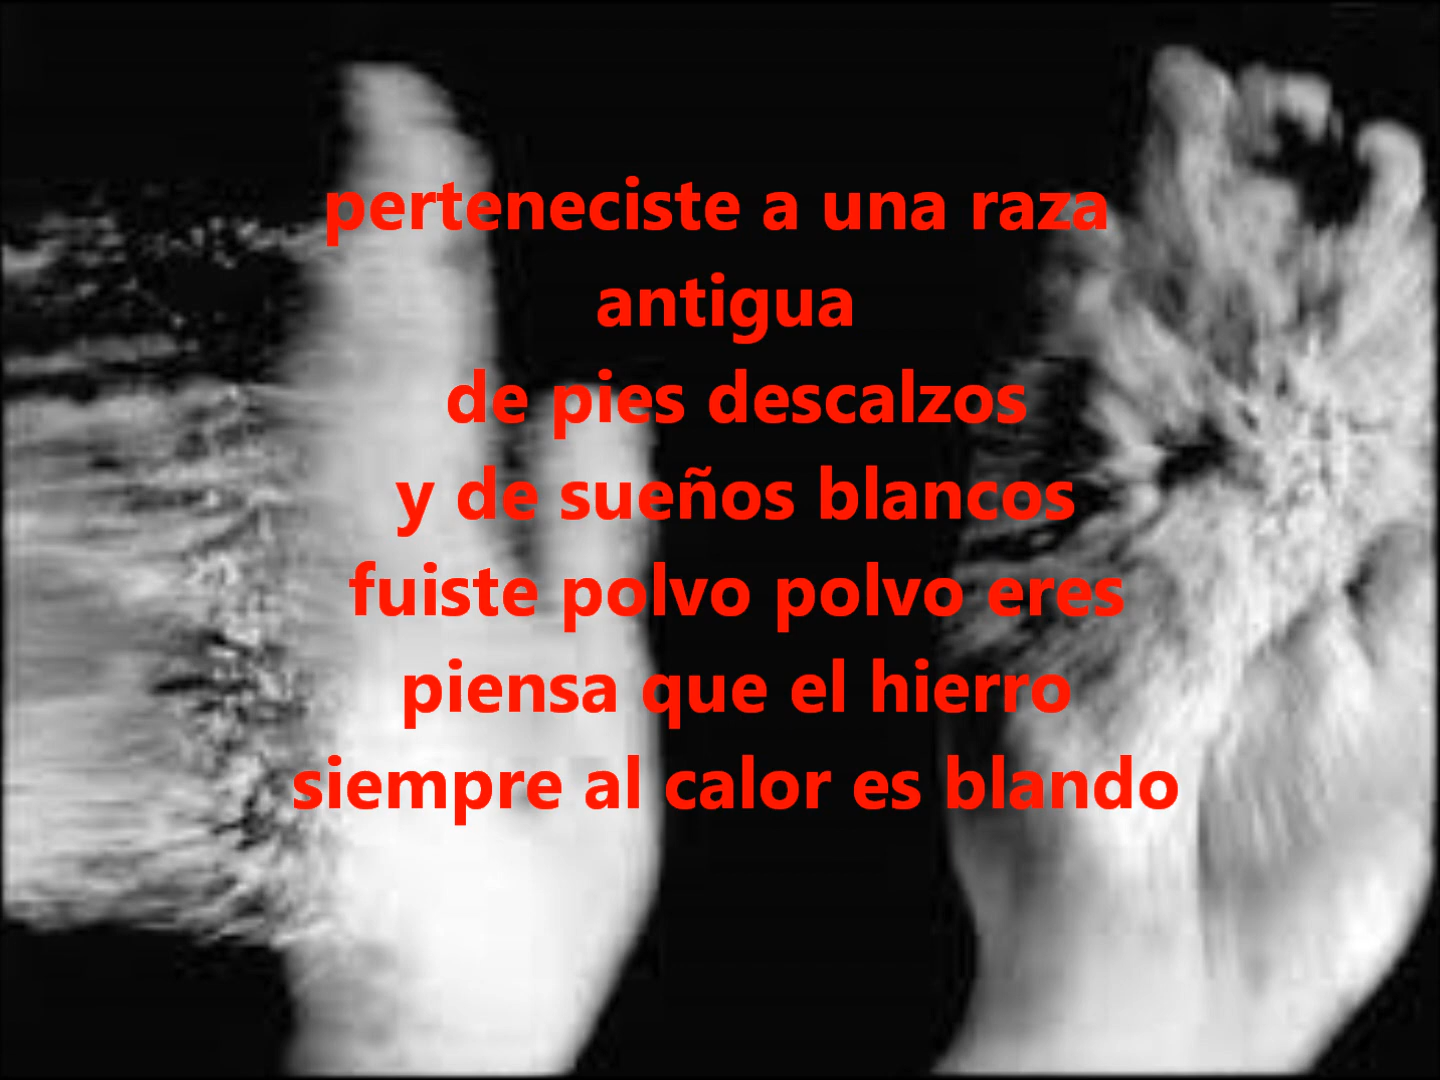 perteneciste a una raza
antigua
de pies descalzos
y de sueños blancos
fuiste polvo polvo eres
piensa que el hierro
siempre al calor es blando